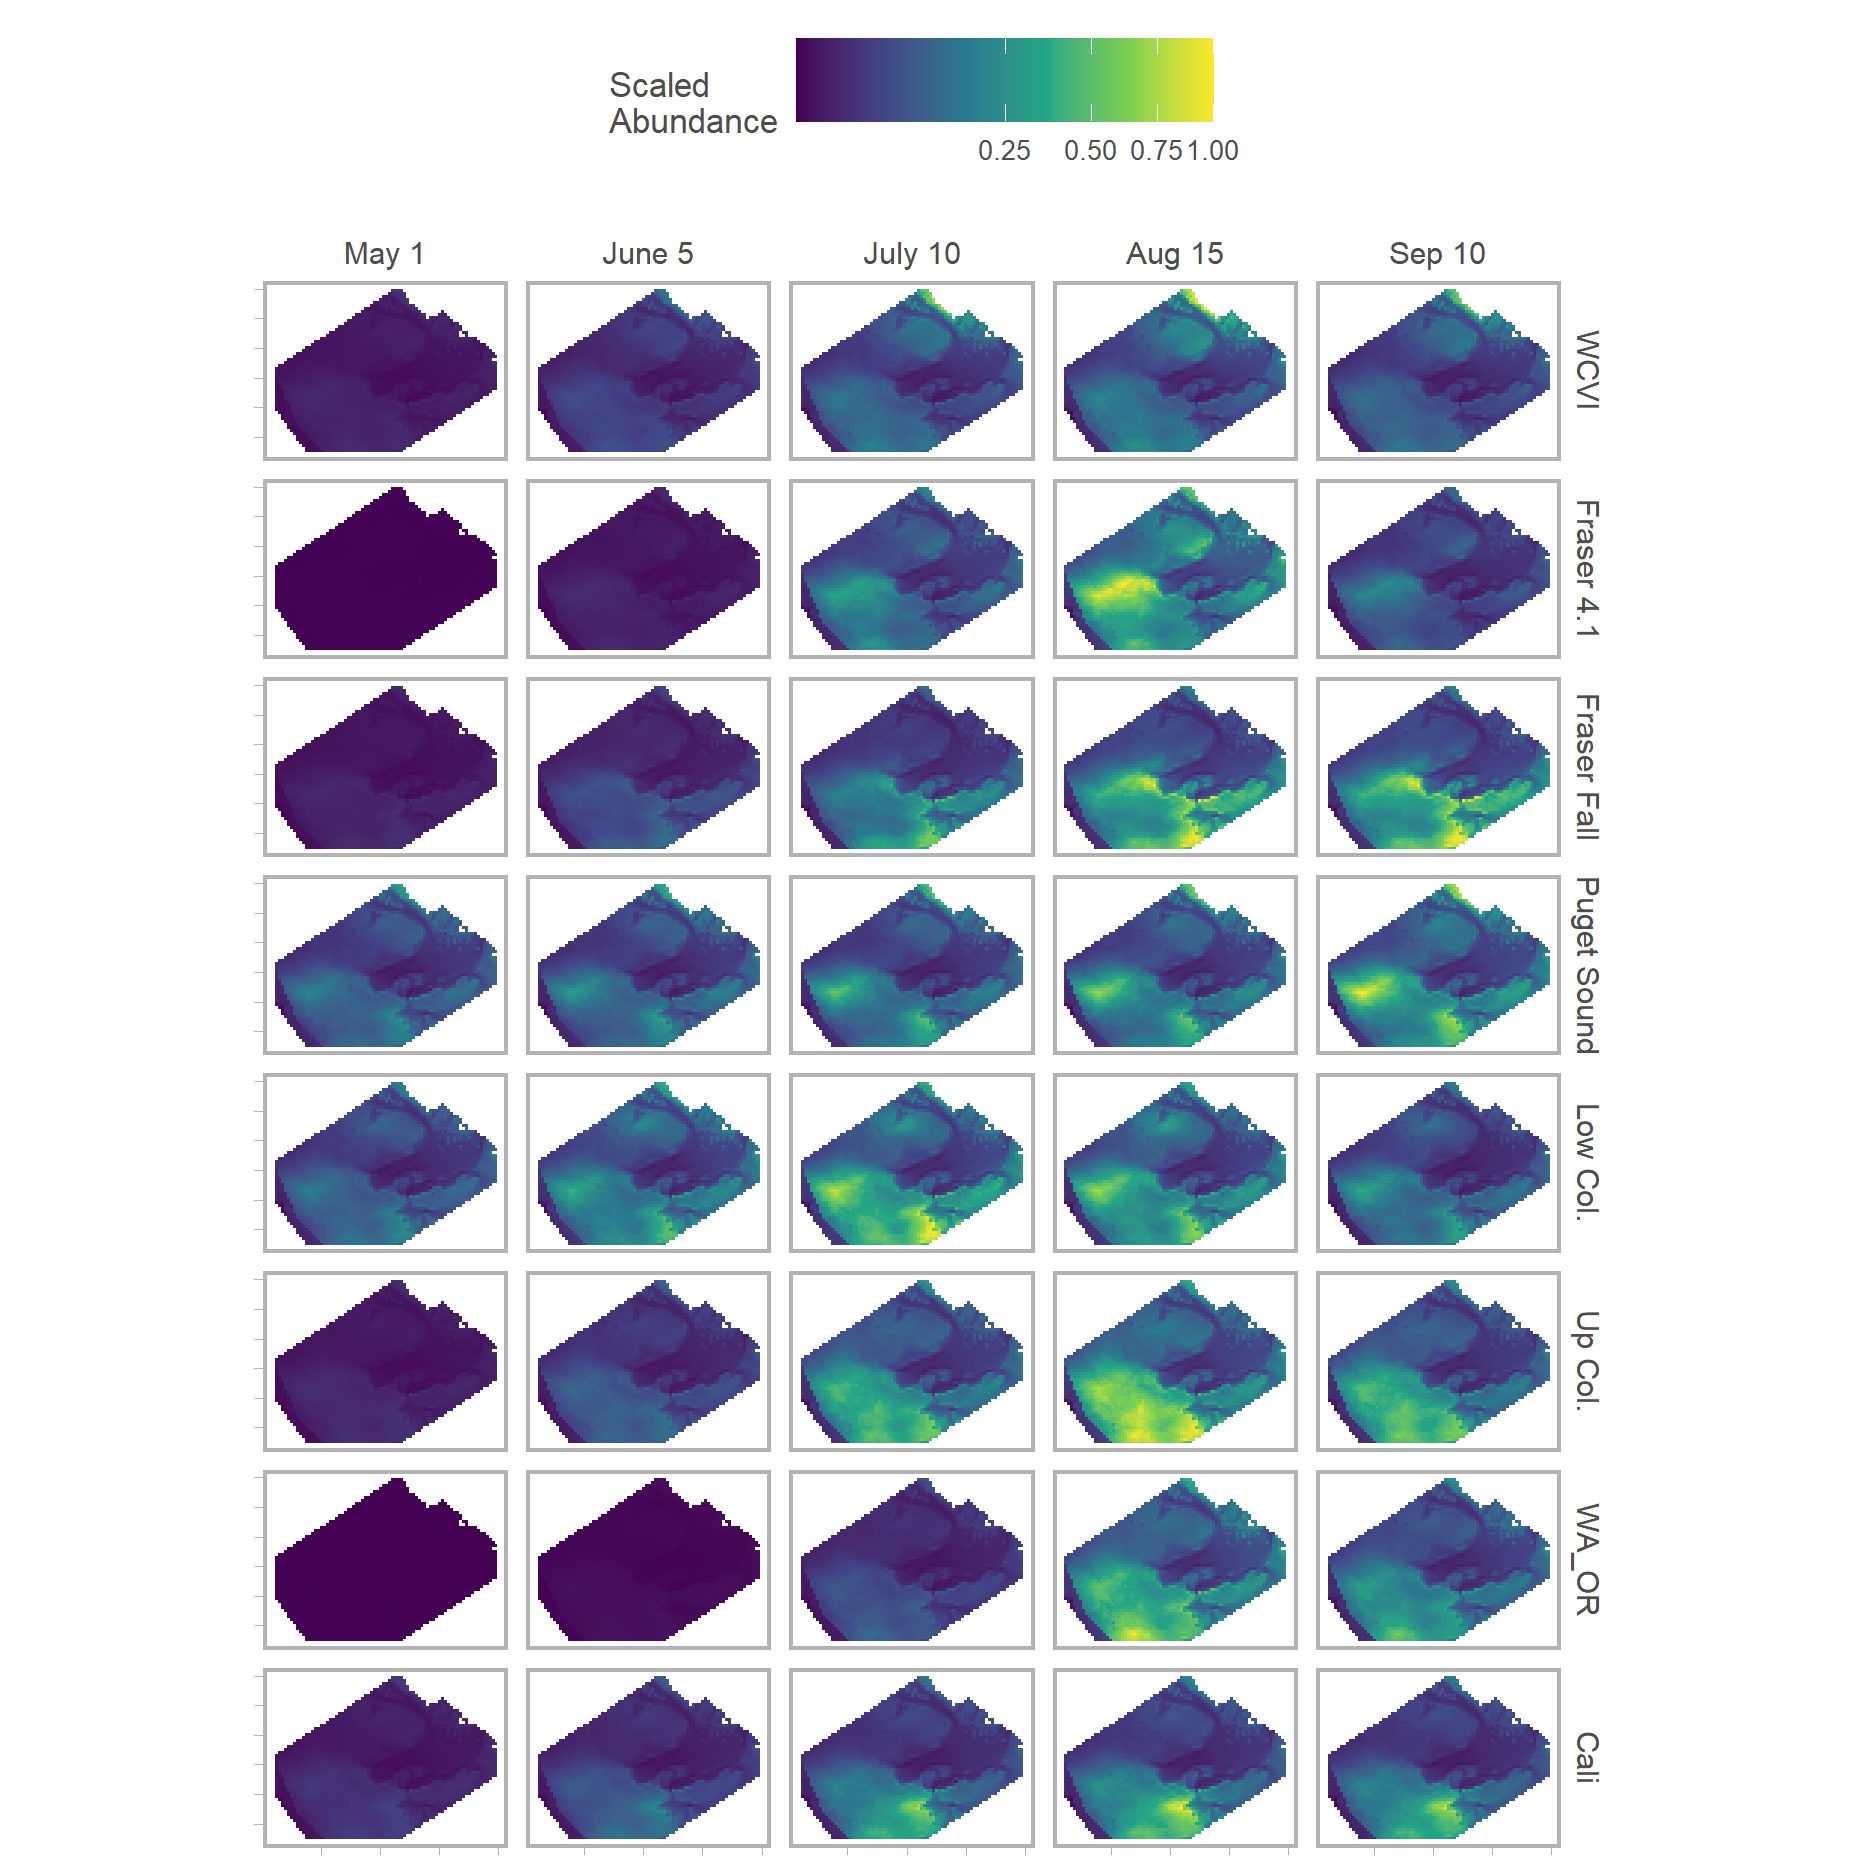 Scaled
Abundance
0.25 0.50 0.75 1.00
May 1 June 5 July 10 Aug 15 Sep 10
WCVI
Fraser 4.1
Fraser Fall
Puget Sound
Low Col.
Up Col.
WA_OR
Cali